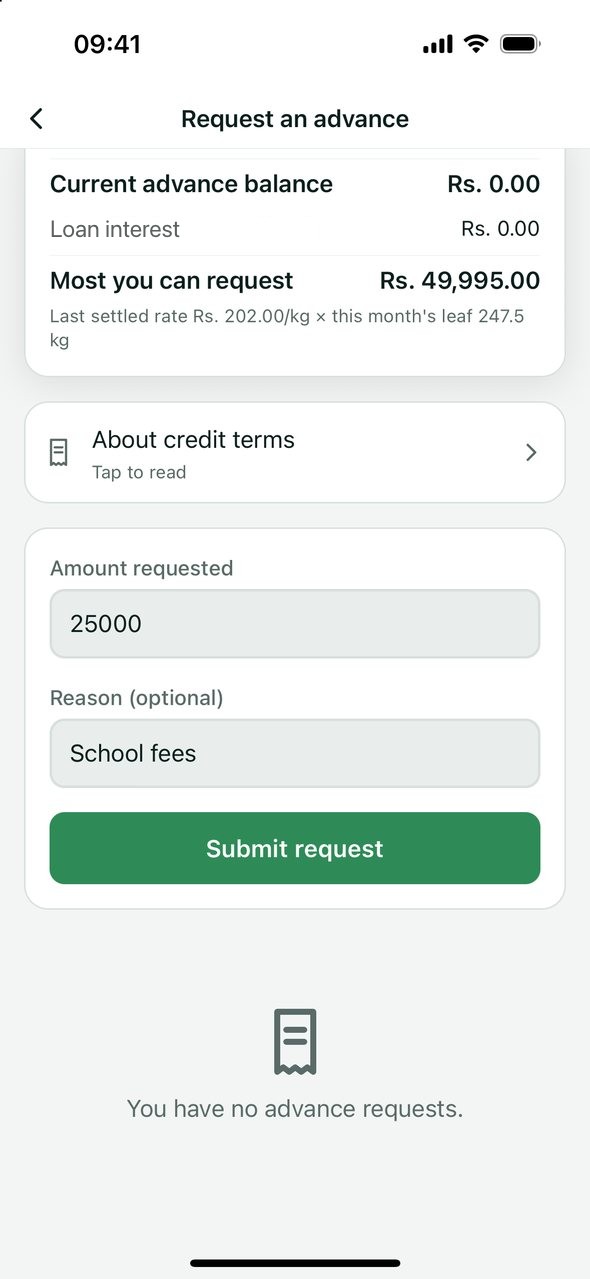 09:41
Request an advance
Current advance balance Rs. 0.00
Loan interest Rs. 0.00
Most you can request Rs. 49,995.00
Last settled rate Rs. 202.00/kg × this month's leaf 247.5
kg
About credit terms
Tap to read
Amount requested
25000
Reason (optional)
School fees
Submit request
You have no advance requests.